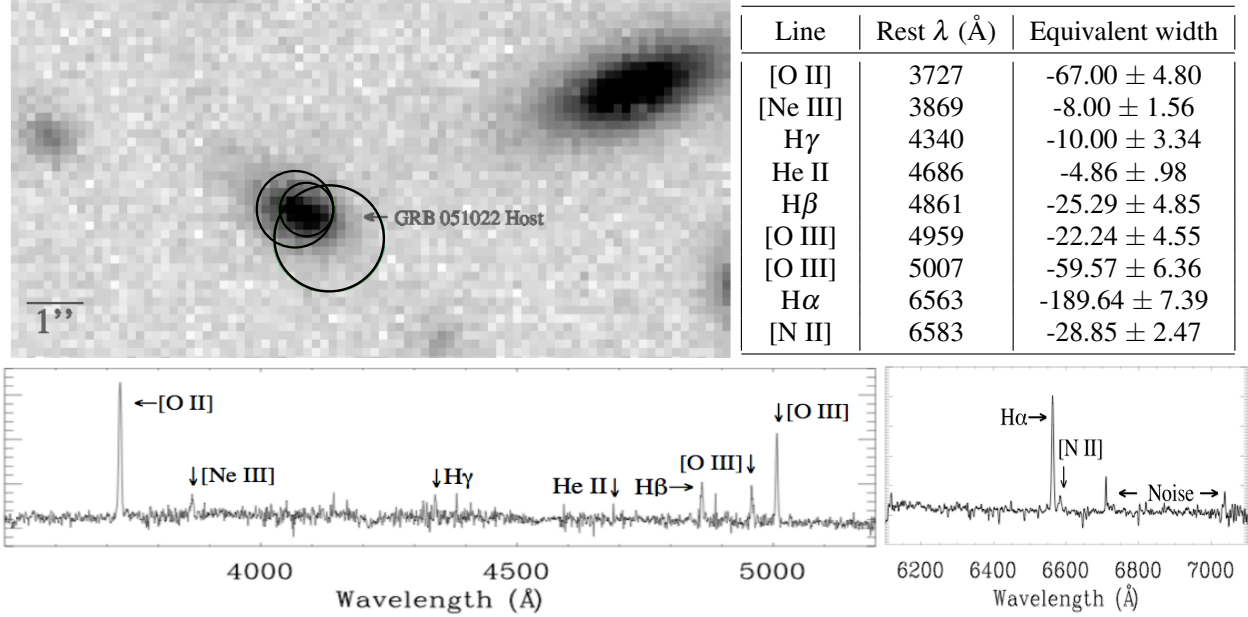 GRB 051022 Host
1”
Line Rest λ (Å) Equivalent width
[O II] 3727 -67.00 ± 4.80
[Ne III] 3869 -8.00 ± 1.56
Hγ 4340 -10.00 ± 3.34
He II 4686 -4.86 ± .98
Hβ 4861 -25.29 ± 4.85
[O III] 4959 -22.24 ± 4.55
[O III] 5007 -59.57 ± 6.36
Hα 6563 -189.64 ± 7.39
[N II] 6583 -28.85 ± 2.47
←[O II]
↓[Ne III]
↓Hγ
He II↓
Hβ→
[O III]↓
↓[O III]
4000 4500 5000
Wavelength (Å)
Hα→
[N II]
↓
← Noise →
6200 6400 6600 6800 7000
Wavelength (Å)